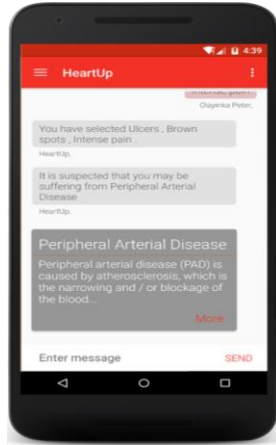 4:39
HeartUp
Intense pain
Olayinka Peter,
You have selected Ulcers , Brown
spots , Intense pain .
HeartUp,
It is suspected that you may be
suffering from Peripheral Arterial
Disease
HeartUp,
Peripheral Arterial Disease
Peripheral arterial disease (PAD) is
caused by atherosclerosis, which is
the narrowing and / or blockage of
the blood...
More
Enter message SEND